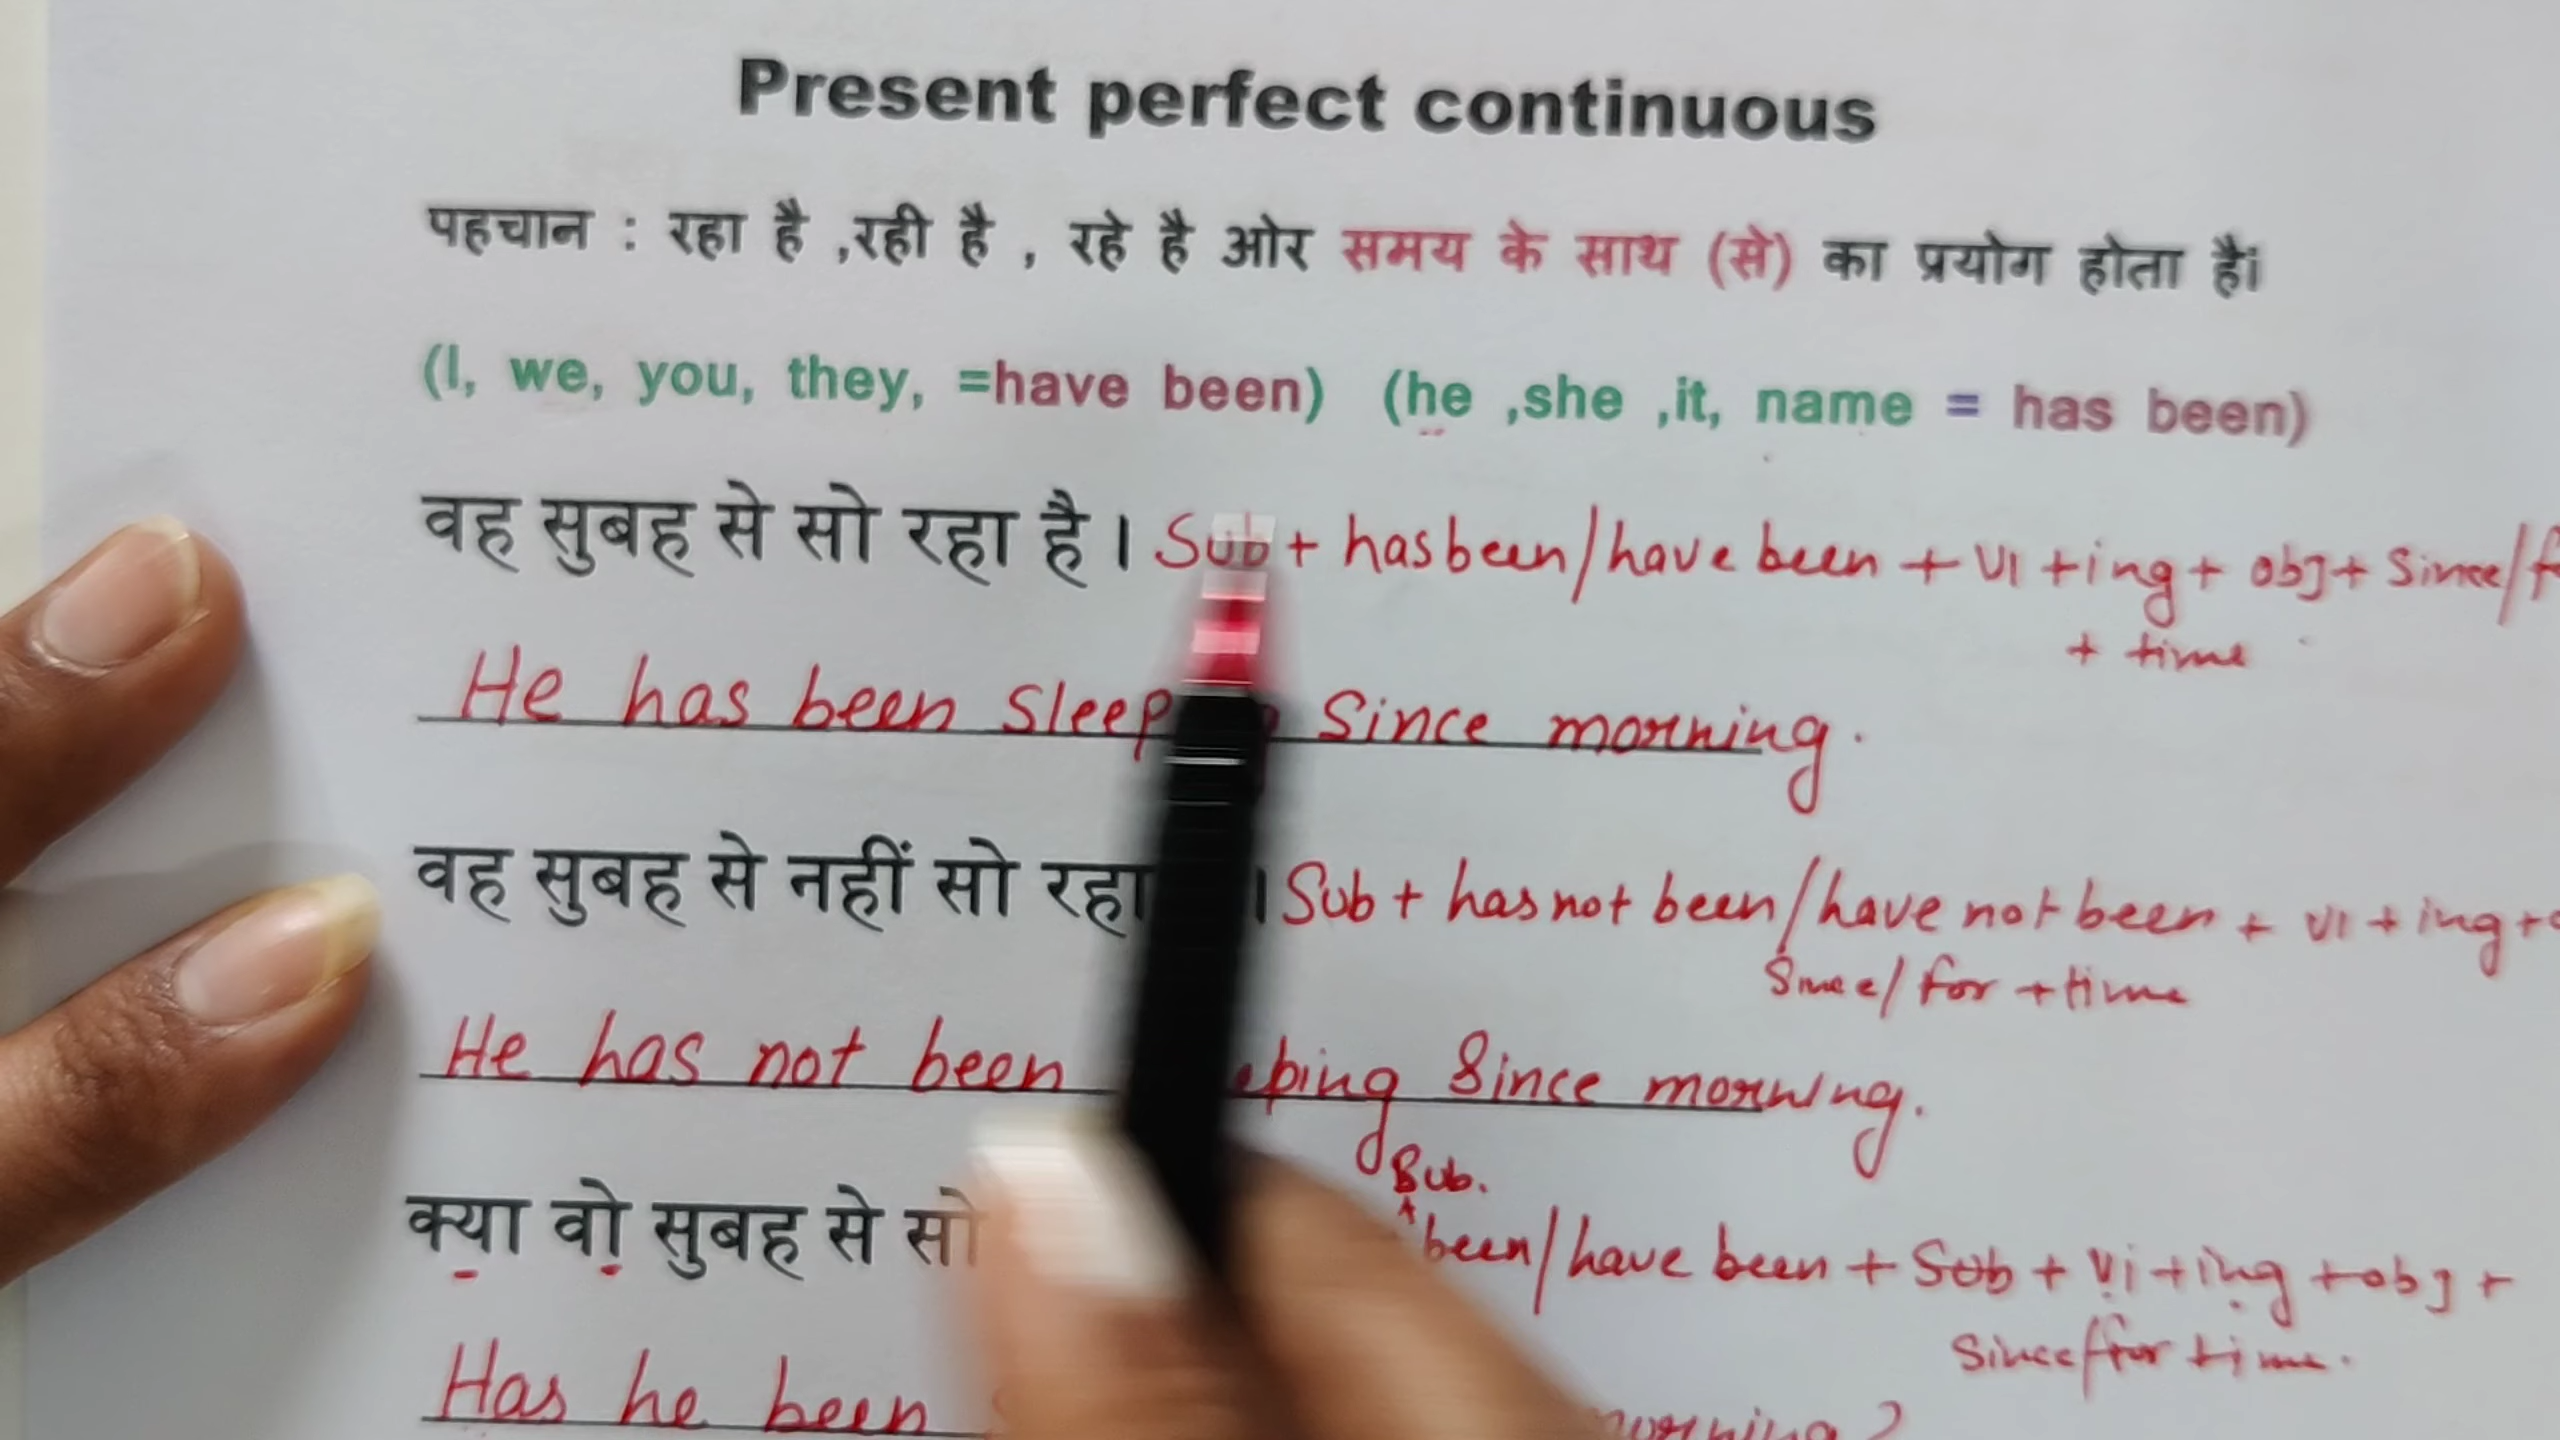 Present perfect continuous
पहचान : रहा है ,रही है , रहे है ओर समय के साथ (से) का प्रयोग होता है।
(I, we, you, they, =have been) (he ,she ,it, name = has been)
वह सुबह से सो रहा है । Sub + has been/have been + V1 + ing + obj + Since/
+ time
He has been Since morning.
वह सुबह से नहीं सो रहा । Sub + has not been/have not been + V1 + ing +
Since/for + time
He has not been Since morning.
Sub.
क्या वो सुबह से सो been/have been + Sub + V1 + ing + obj +
Since/for time.
Has he been